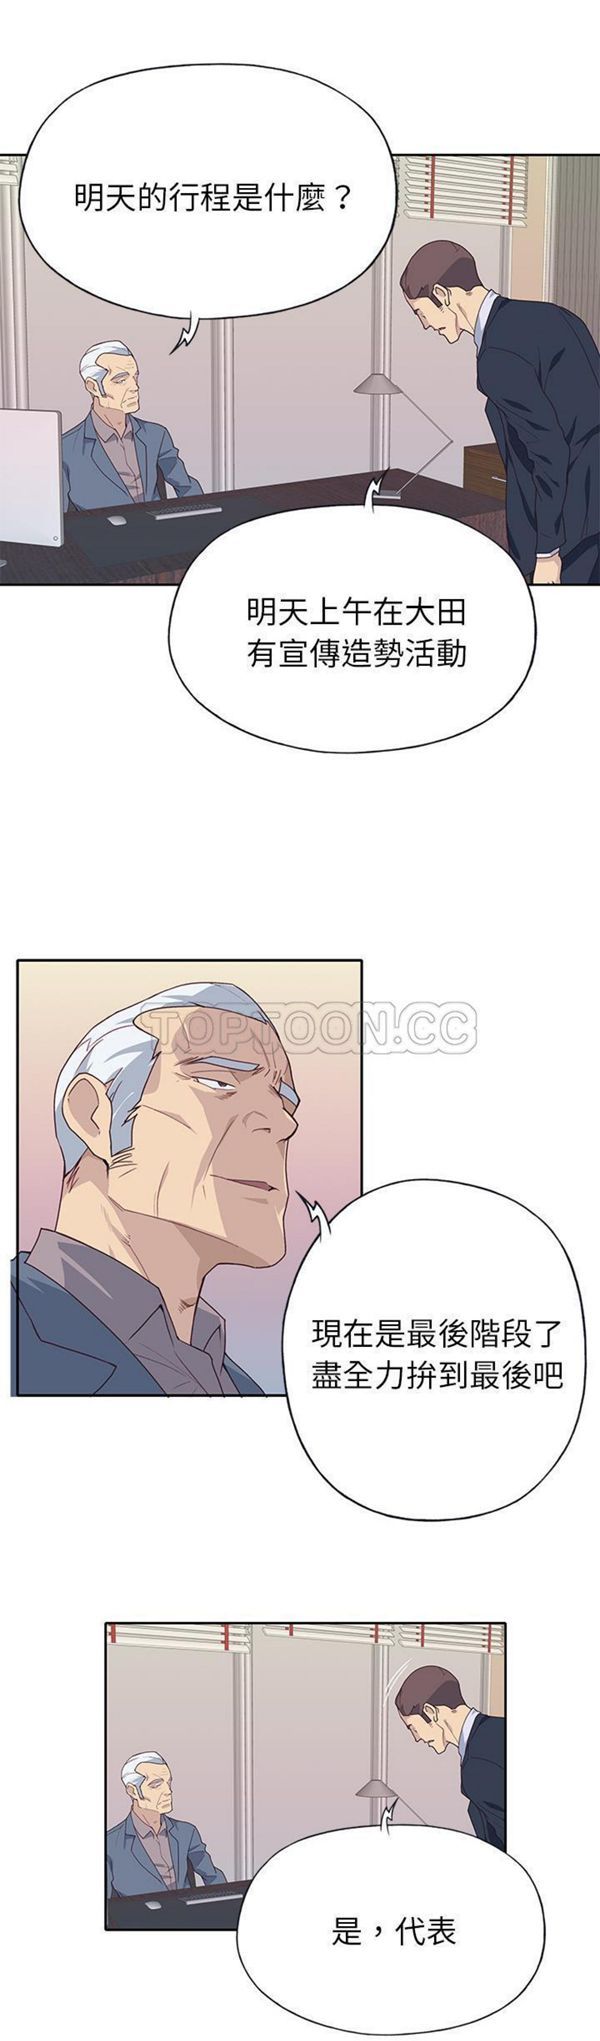 明天的行程是什麼？
明天上午在大田
有宣傳造勢活動
TOPTOON.CC
現在是最後階段了
盡全力拚到最後吧
是，代表